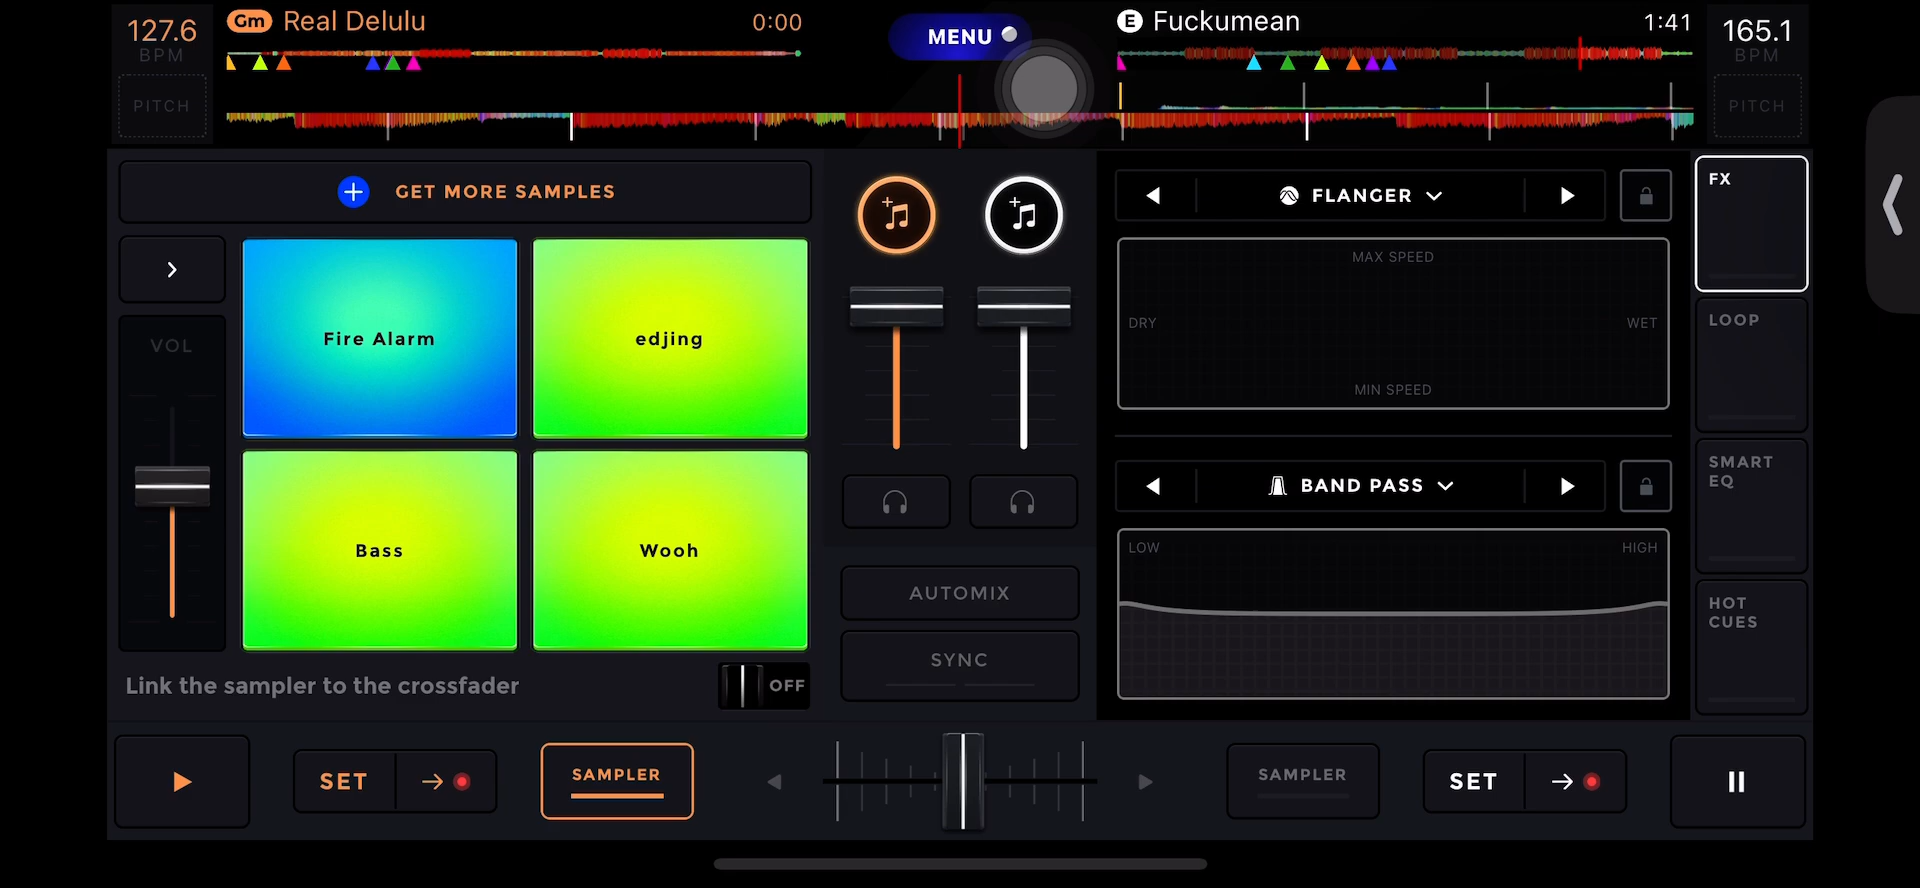 127.6
BPM
PITCH
Gm Real Delulu 0:00
MENU
E Fuckumean 1:41
165.1
BPM
PITCH
GET MORE SAMPLES
VOL
Fire Alarm
edjing
Bass
Wooh
Link the sampler to the crossfader
OFF
AUTOMIX
SYNC
FLANGER
MAX SPEED
DRY
WET
MIN SPEED
BAND PASS
LOW
HIGH
FX
LOOP
SMART
EQ
HOT
CUES
SET
SAMPLER
SAMPLER
SET